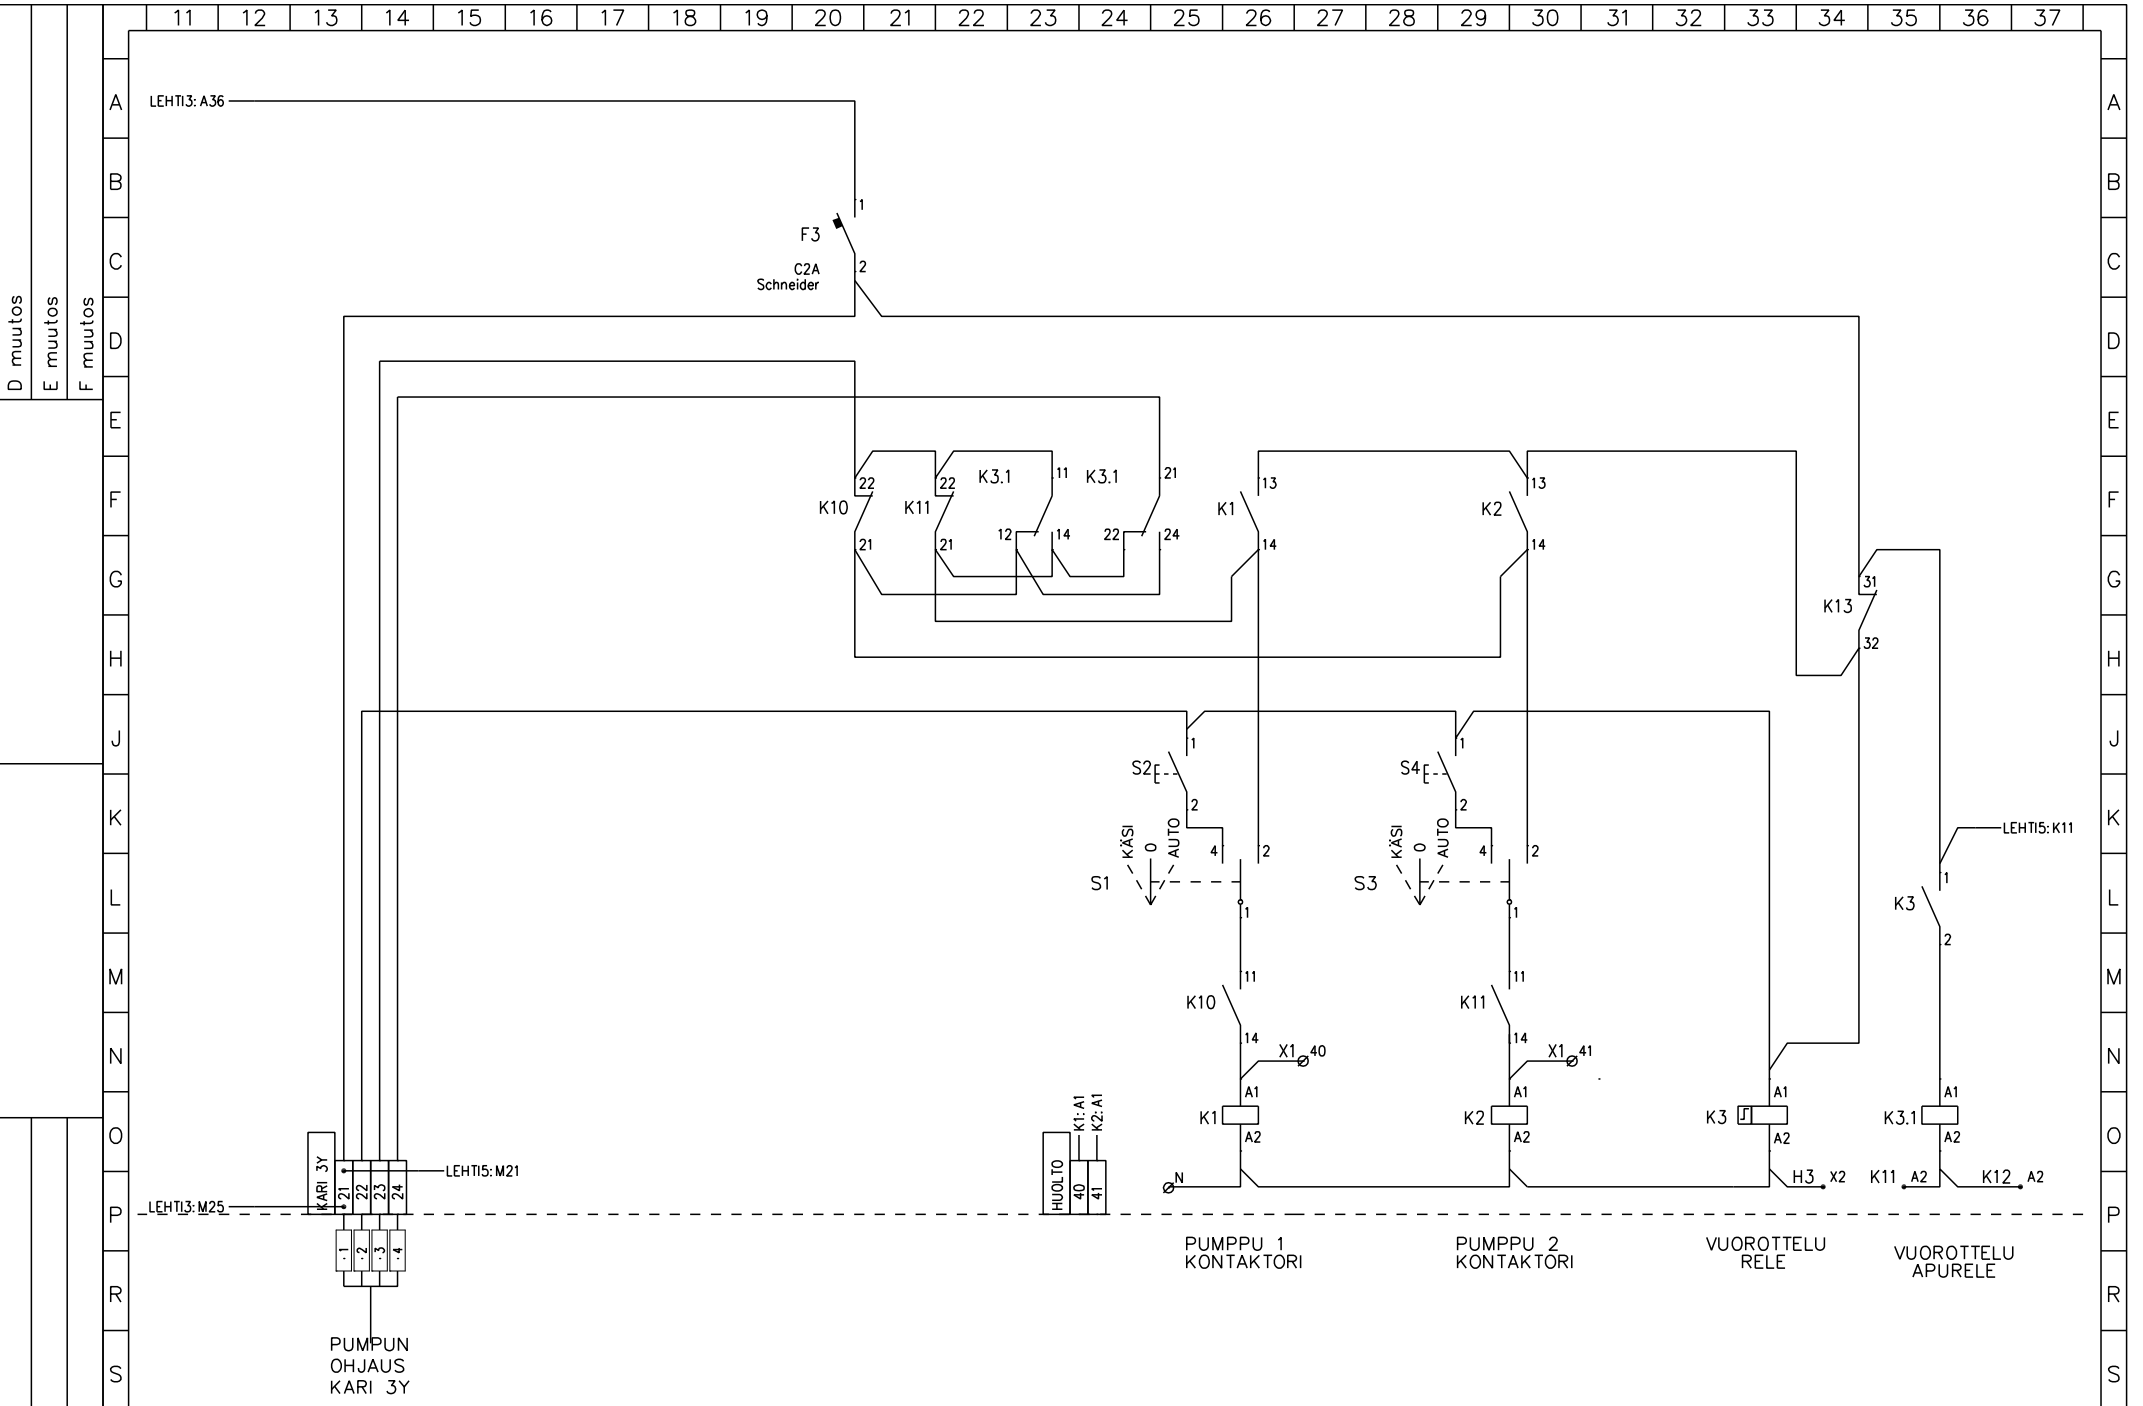 11 12 13 14 15 16 17 18 19 20 21 22 23 24 25 26 27 28 29 30 31 32 33 34 35 36 37
D muutos
E muutos
F muutos
A LEHTI3: A36 A
B B
1
F3
C C
C2A 2
Schneider
D D
E E
K3.1 11 K3.1 21
22 22 13 13
F K10 K11 K1 K2 F
21 21 12 14 22 24 14 14
G 31 G
K13
H 32 H
J 1 1 J
S2 S4
2 2
K KÄSI 0 AUTO KÄSI 0 AUTO LEHTI5: K11 K
4 2 4 2
L S1 S3 1 L
K3
1 1
2
M 11 11 M
K10 K11
14 14
N X1 40 X1 41 N
A1 A1 A1 A1
K1: A1
K2: A1
O K1 K2 K3 K3.1 O
A2 A2 A2 A2
KARI 3Y 21 22 23 24 LEHTI5: M21
HUOLTO 40 41
N H3 X2 K11 A2 K12 A2
LEHTI3: M25
P P
.1 .2 .3 .4
PUMPPU 1
KONTAKTORI
PUMPPU 2
KONTAKTORI
VUOROTTELU
RELE
VUOROTTELU
APURELE
R R
PUMPUN
OHJAUS
KARI 3Y
S S